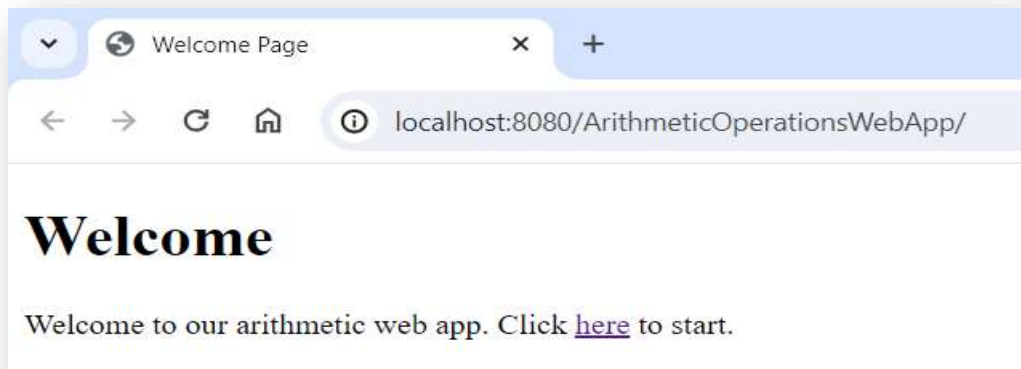 Welcome Page
localhost:8080/ArithmeticOperationsWebApp/
Welcome
Welcome to our arithmetic web app. Click here to start.